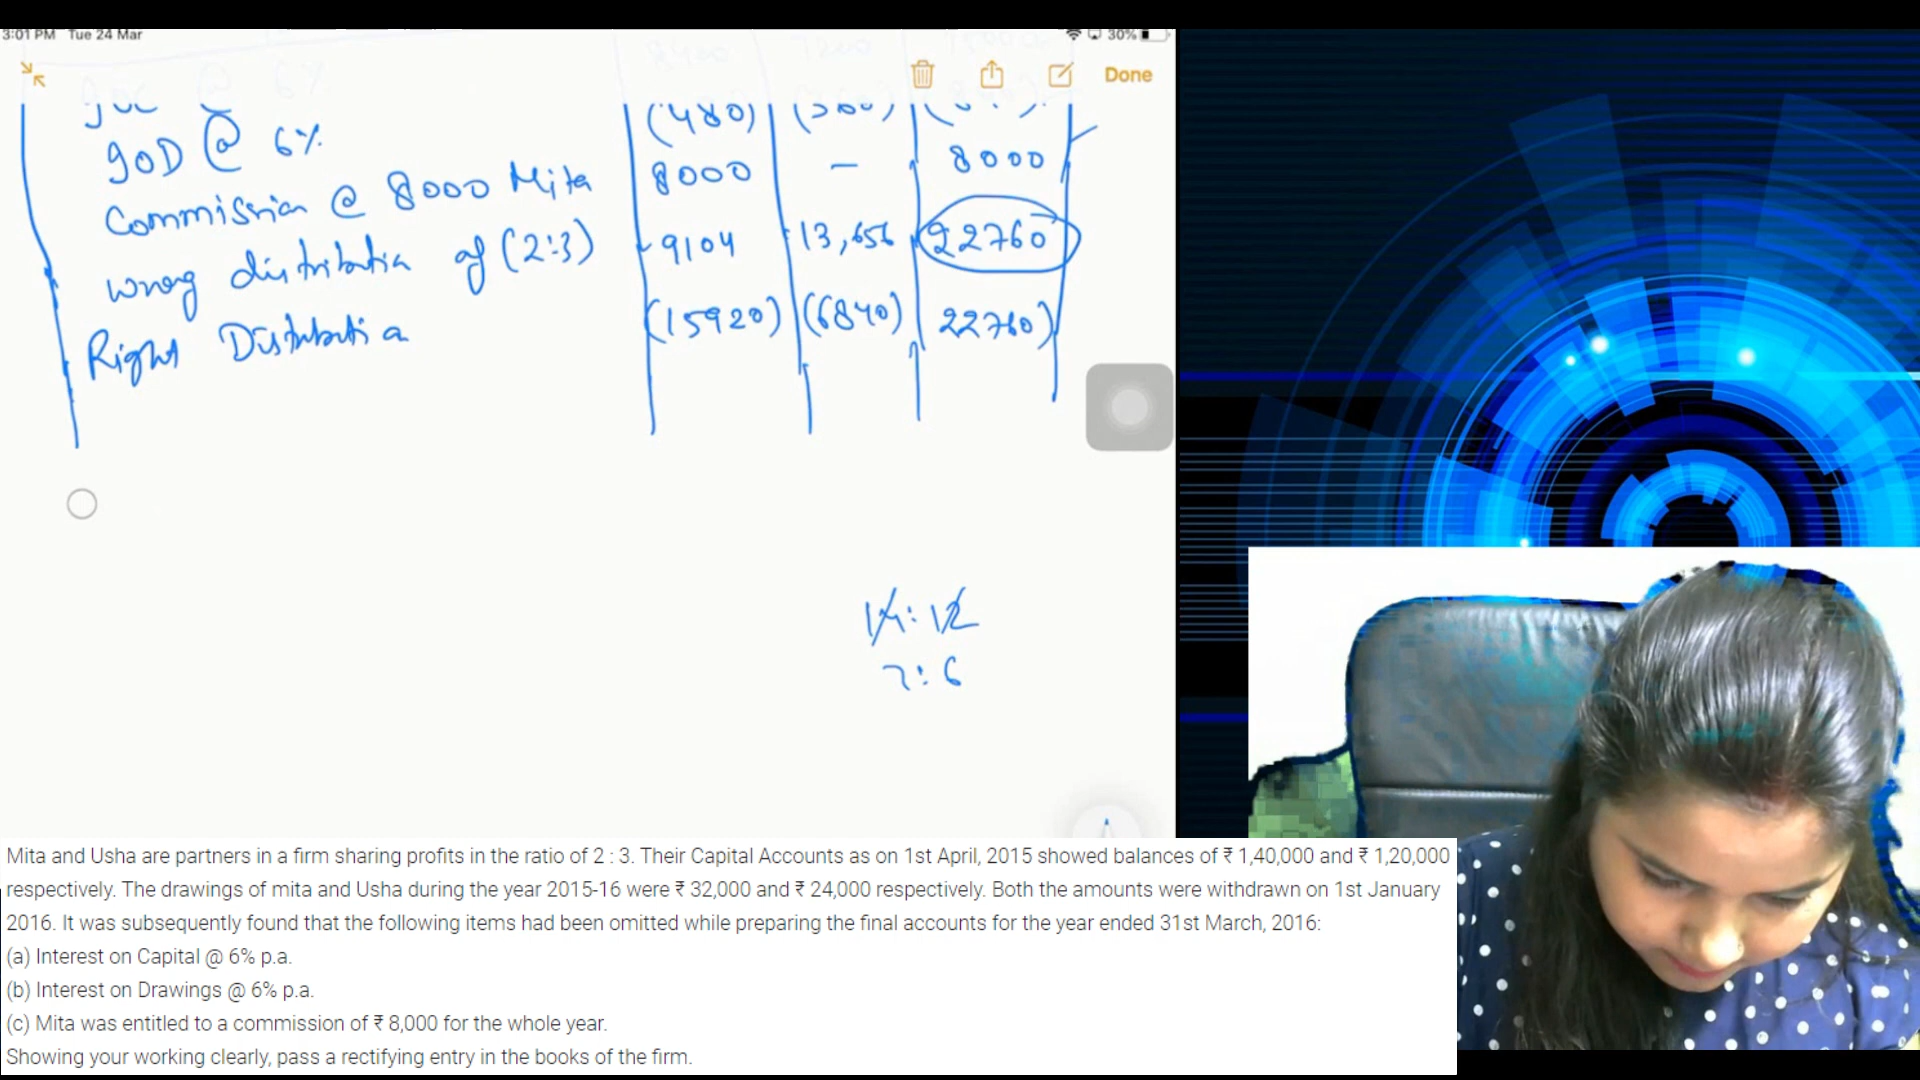 3:01 PM Tue 24 Mar
30%
Done
IOC
IOD @ 6% (480) (360)
Commission @ 8000 Mita 8000 — 8000
wrong distribution of (2:3) 9104 13,656 22760
Right Distribution (15920) (6840) 22760)
14:12
7:6
Mita and Usha are partners in a firm sharing profits in the ratio of 2 : 3. Their Capital Accounts as on 1st April, 2015 showed balances of ₹ 1,40,000 and ₹ 1,20,000
respectively. The drawings of mita and Usha during the year 2015-16 were ₹ 32,000 and ₹ 24,000 respectively. Both the amounts were withdrawn on 1st January
2016. It was subsequently found that the following items had been omitted while preparing the final accounts for the year ended 31st March, 2016:
(a) Interest on Capital @ 6% p.a.
(b) Interest on Drawings @ 6% p.a.
(c) Mita was entitled to a commission of ₹ 8,000 for the whole year.
Showing your working clearly, pass a rectifying entry in the books of the firm.